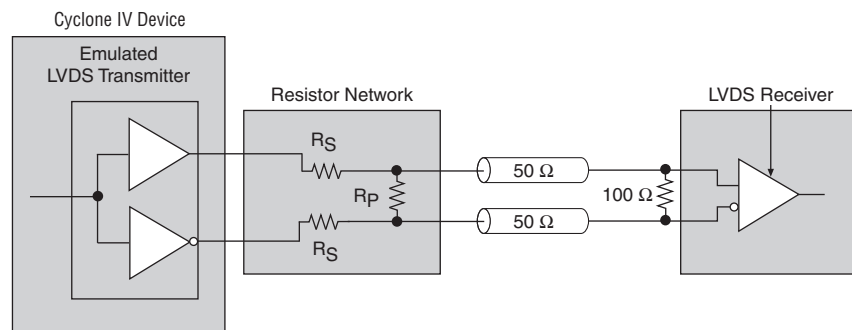 Cyclone IV Device
Emulated
LVDS Transmitter
Resistor Network
LVDS Receiver
RS
50 Ω
RP
100 Ω
50 Ω
RS